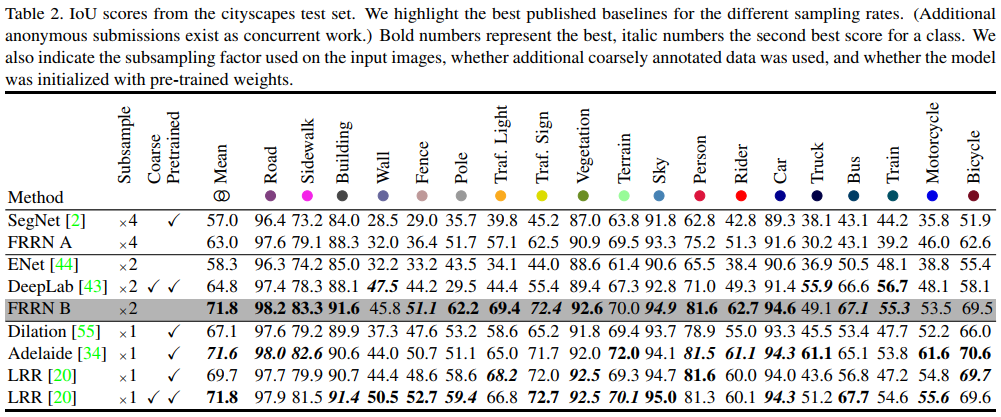 Table 2. IoU scores from the cityscapes test set. We highlight the best published baselines for the different sampling rates. (Additional
anonymous submissions exist as concurrent work.) Bold numbers represent the best, italic numbers the second best score for a class. We
also indicate the subsampling factor used on the input images, whether additional coarsely annotated data was used, and whether the model
was initialized with pre-trained weights.
Method Subsample Coarse Pretrained Mean Road Sidewalk Building Wall Fence Pole Traf. Light Traf. Sign Vegetation Terrain Sky Person Rider Car Truck Bus Train Motorcycle Bicycle
SegNet [2] ×4 ✓ 57.0 96.4 73.2 84.0 28.5 29.0 35.7 39.8 45.2 87.0 63.8 91.8 62.8 42.8 89.3 38.1 43.1 44.2 35.8 51.9
FRRN A ×4 63.0 97.6 79.1 88.3 32.0 36.4 51.7 57.1 62.5 90.9 69.5 93.3 75.2 51.3 91.6 30.2 43.1 39.2 46.0 62.6
ENet [44] ×2 58.3 96.3 74.2 85.0 32.2 33.2 43.5 34.1 44.0 88.6 61.4 90.6 65.5 38.4 90.6 36.9 50.5 48.1 38.8 55.4
DeepLab [43] ×2 ✓ ✓ 64.8 97.4 78.3 88.1 47.5 44.2 29.5 44.4 55.4 89.4 67.3 92.8 71.0 49.3 91.4 55.9 66.6 56.7 48.1 58.1
FRRN B ×2 71.8 98.2 83.3 91.6 45.8 51.1 62.2 69.4 72.4 92.6 70.0 94.9 81.6 62.7 94.6 49.1 67.1 55.3 53.5 69.5
Dilation [55] ×1 ✓ 67.1 97.6 79.2 89.9 37.3 47.6 53.2 58.6 65.2 91.8 69.4 93.7 78.9 55.0 93.3 45.5 53.4 47.7 52.2 66.0
Adelaide [34] ×1 ✓ 71.6 98.0 82.6 90.6 44.0 50.7 51.1 65.0 71.7 92.0 72.0 94.1 81.5 61.1 94.3 61.1 65.1 53.8 61.6 70.6
LRR [20] ×1 ✓ 69.7 97.7 79.9 90.7 44.4 48.6 58.6 68.2 72.0 92.5 69.3 94.7 81.6 60.0 94.0 43.6 56.8 47.2 54.8 69.7
LRR [20] ×1 ✓ ✓ 71.8 97.9 81.5 91.4 50.5 52.7 59.4 66.8 72.7 92.5 70.1 95.0 81.3 60.1 94.3 51.2 67.7 54.6 55.6 69.6